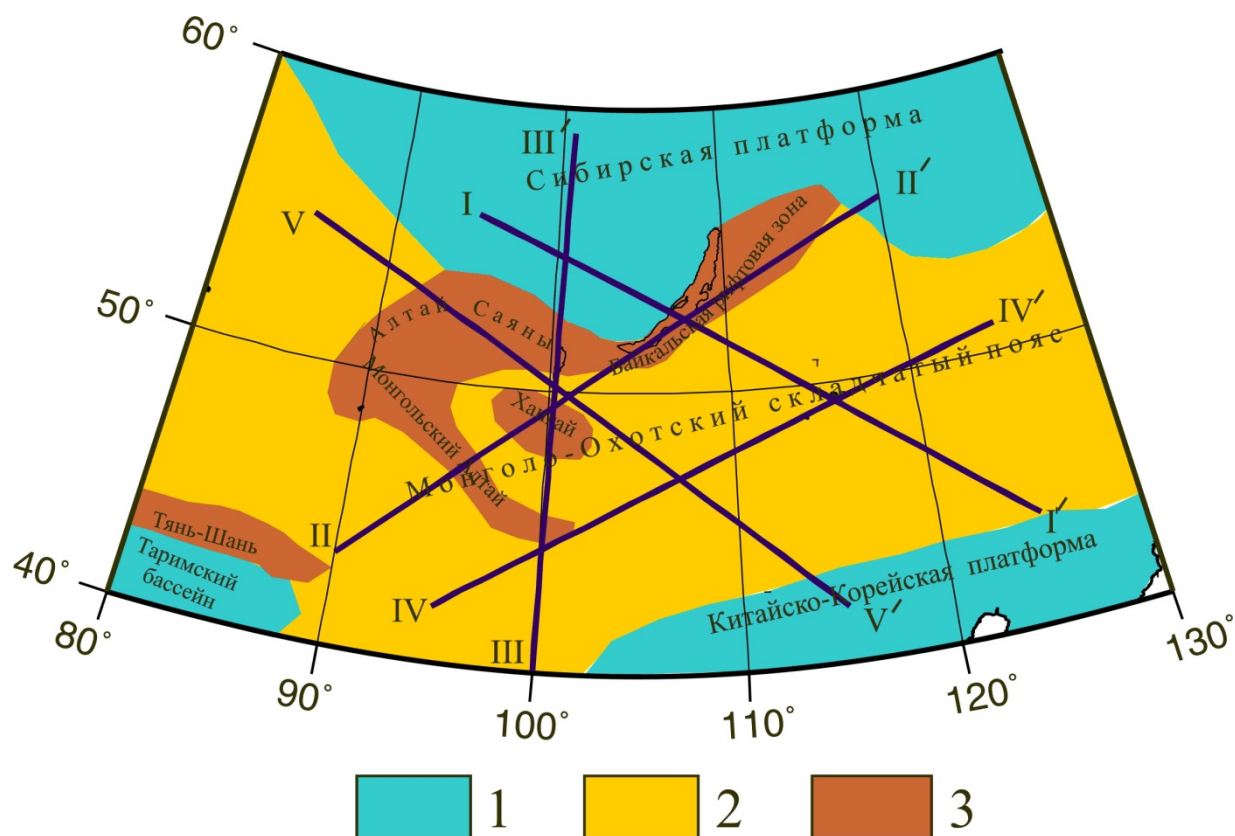 60°
III′
Сибирская платформа
II′
I
V
Байкальская рифтовая зона
50°
Алтай
Саяны
IV′
Монгольский Алтай
Хангай
Монголо-Охотский складчатый пояс
Тянь-Шань
II
I′
Таримский
бассейн
Китайско-Корейская платформа
40°
IV
V′
III
80°
90°
100°
110°
120°
130°
1
2
3